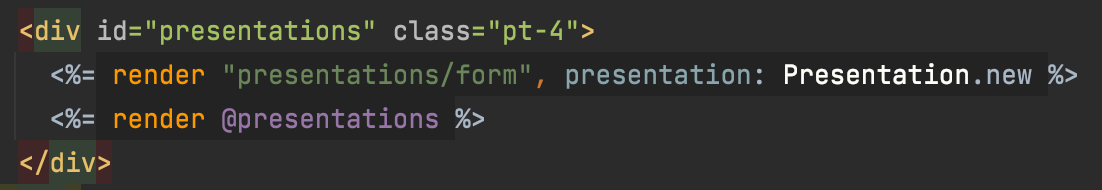 <div id="presentations" class="pt-4">
<%= render "presentations/form", presentation: Presentation.new %>
<%= render @presentations %>
</div>